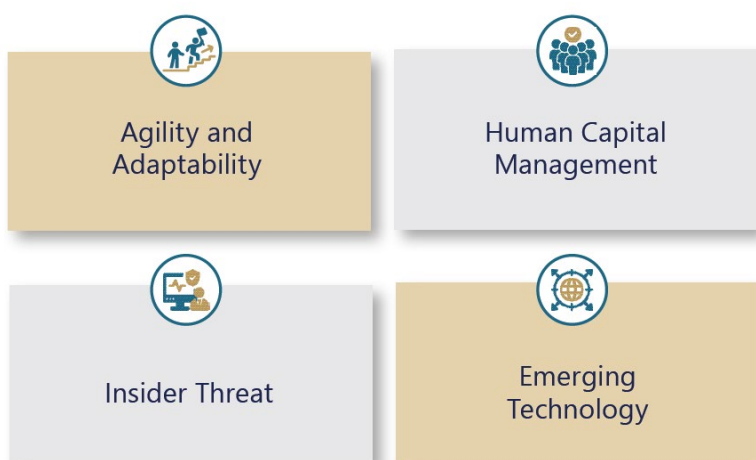 Agility and
Adaptability
Human Capital
Management
Insider Threat
Emerging
Technology